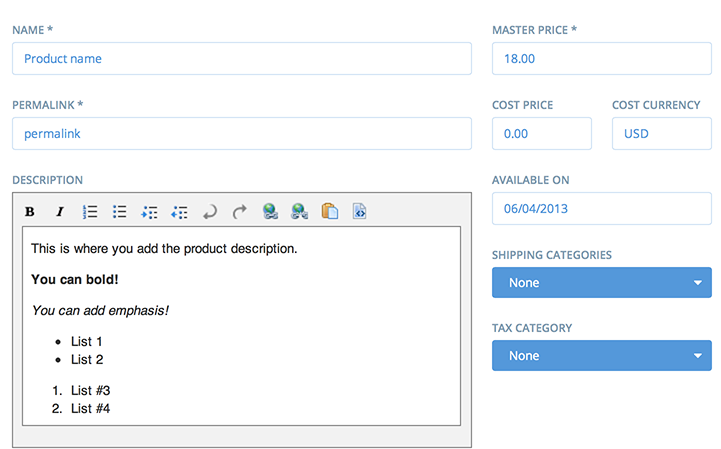 NAME *
Product name
PERMALINK *
permalink
DESCRIPTION
B I
This is where you add the product description.
You can bold!
You can add emphasis!
• List 1
• List 2
1. List #3
2. List #4
MASTER PRICE *
18.00
COST PRICE COST CURRENCY
0.00 USD
AVAILABLE ON
06/04/2013
SHIPPING CATEGORIES
None
TAX CATEGORY
None